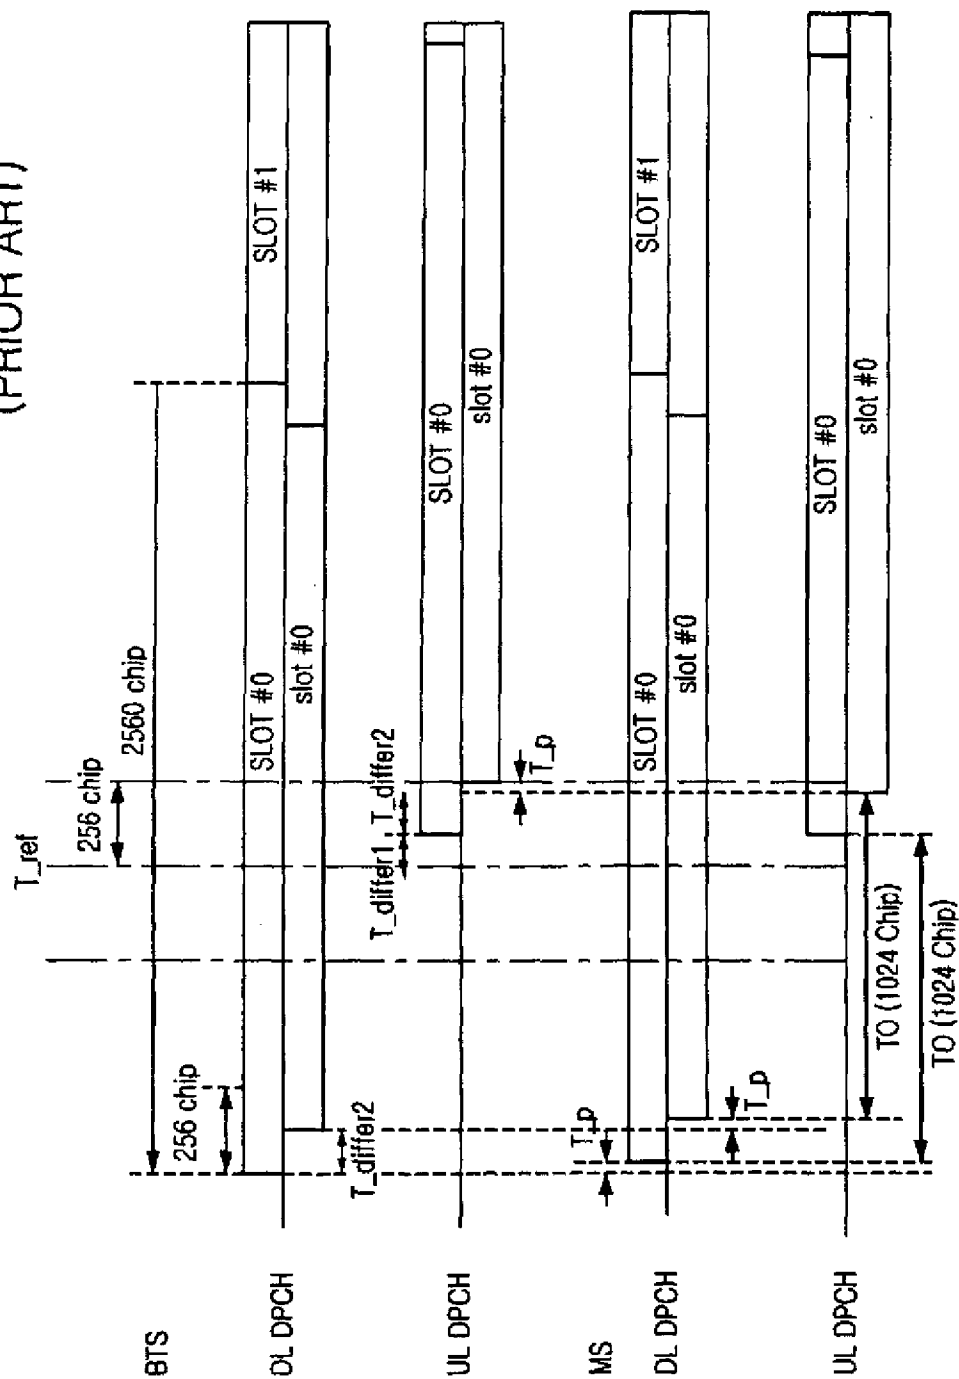 (PRIOR ART)
T_ref
BTS
256 chip
2560 chip
256 chip
DL DPCH
SLOT #0
SLOT #1
slot #0
T_differ2
T_differ1, T_differ2
UL DPCH
SLOT #0
slot #0
T_p
MS
T_p
DL DPCH
SLOT #0
SLOT #1
slot #0
T_p
UL DPCH
SLOT #0
slot #0
TO (1024 Chip)
TO (1024 Chip)